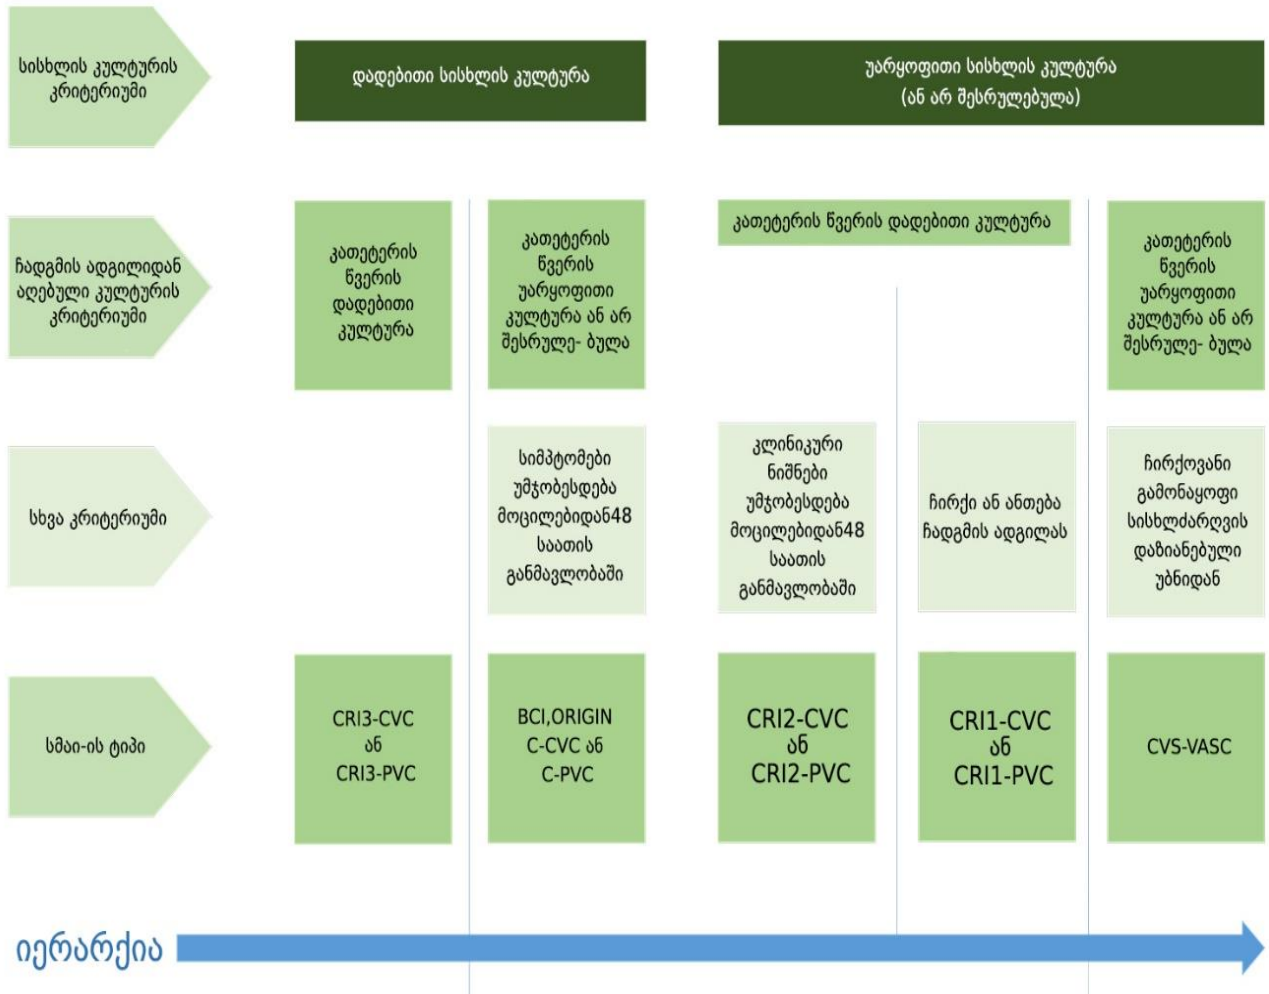 სისხლის კულტურის
კრიტერიუმი
დადებითი სისხლის კულტურა
უარყოფითი სისხლის კულტურა
(ან არ შესრულებულა)
ჩადგმის ადგილიდან
აღებული კულტურის
კრიტერიუმი
კათეტერის
წვერის
დადებითი
კულტურა
კათეტერის
წვერის
უარყოფითი
კულტურა ან არ
შესრულე- ბულა
კათეტერის წვერის დადებითი კულტურა
კათეტერის
წვერის
უარყოფითი
კულტურა ან არ
შესრულე- ბულა
სხვა კრიტერიუმი
სიმპტომები
უმჯობესდება
მოცილებიდან48
საათის
განმავლობაში
კლინიკური
ნიშნები
უმჯობესდება
მოცილებიდან48
საათის
განმავლობაში
ჩირქი ან ანთება
ჩადგმის ადგილას
ჩირქოვანი
გამონაყოფი
სისხლძარღვის
დაზიანებული
უბნიდან
სმაი-ის ტიპი
CRI3-CVC
ან
CRI3-PVC
BCI,ORIGIN
C-CVC ან
C-PVC
CRI2-CVC
ან
CRI2-PVC
CRI1-CVC
ან
CRI1-PVC
CVS-VASC
იერარქია